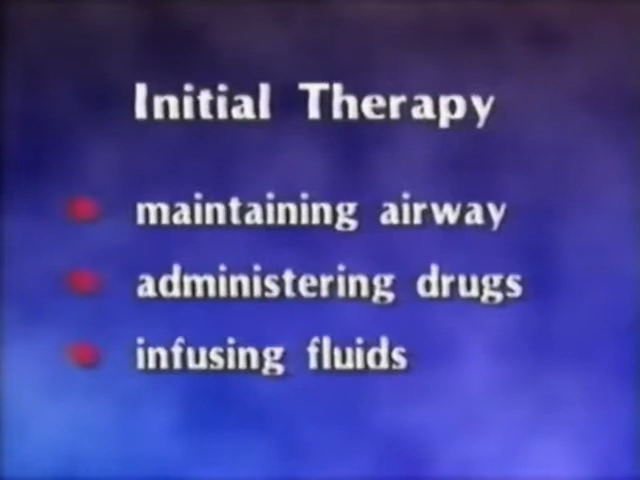 Initial Therapy
maintaining airway
administering drugs
infusing fluids